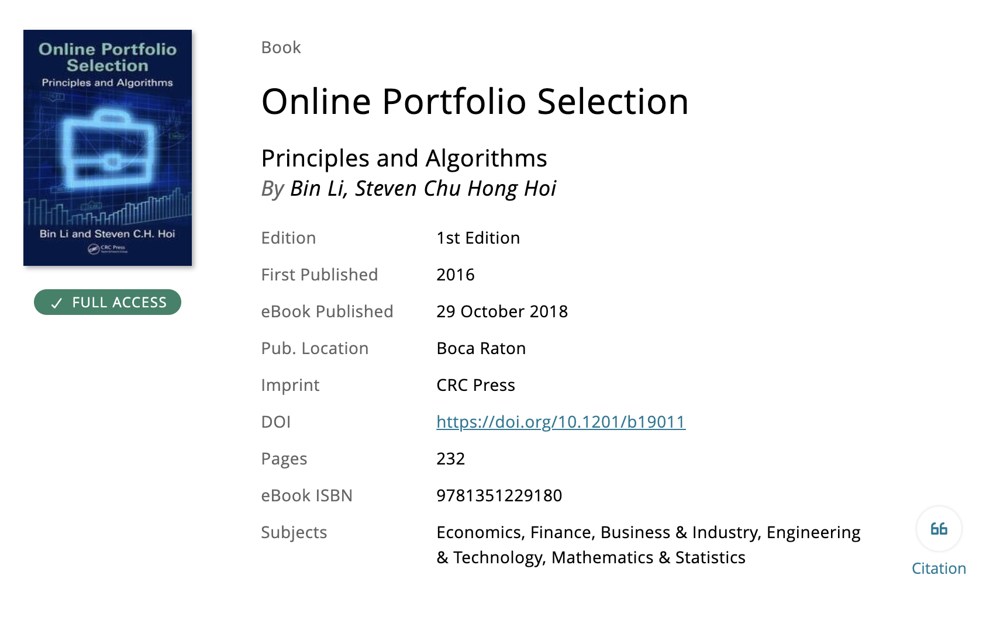 Online Portfolio
Selection
Principles and Algorithms
Bin Li and Steven C.H. Hoi
CRC Press
FULL ACCESS
Book
Online Portfolio Selection
Principles and Algorithms
By Bin Li, Steven Chu Hong Hoi
Edition 1st Edition
First Published 2016
eBook Published 29 October 2018
Pub. Location Boca Raton
Imprint CRC Press
DOI https://doi.org/10.1201/b19011
Pages 232
eBook ISBN 9781351229180
Subjects Economics, Finance, Business & Industry, Engineering
& Technology, Mathematics & Statistics
Citation